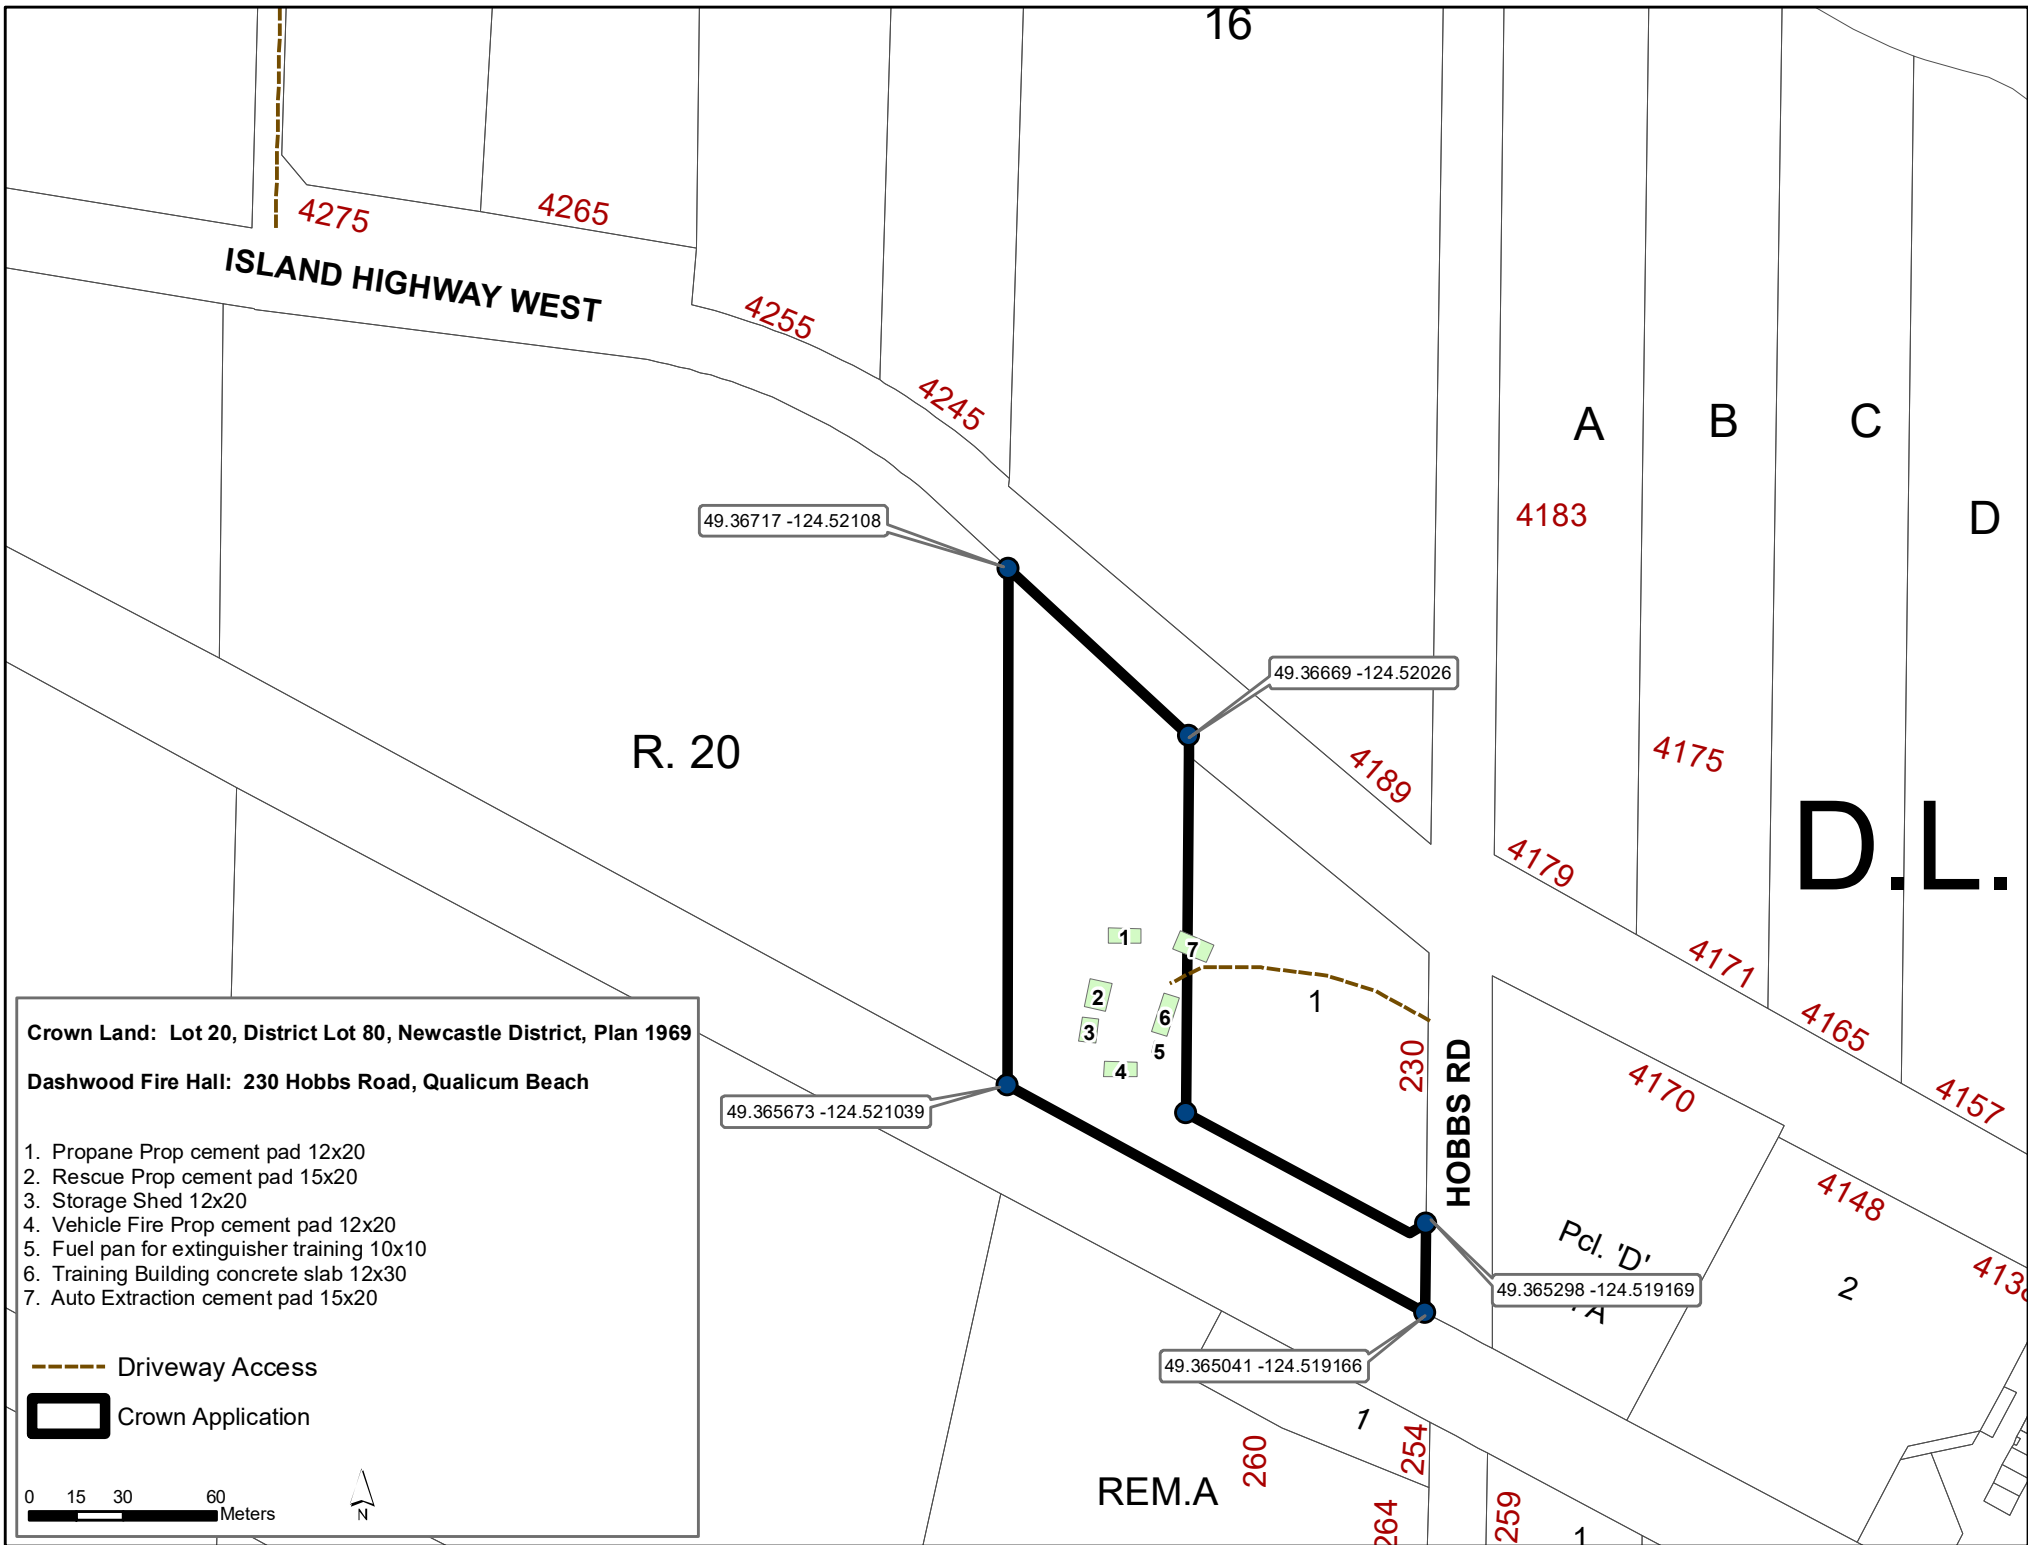 16
4275
4265
ISLAND HIGHWAY WEST
4255
4245
A
B
C
D
4183
49.36717 -124.52108
49.36669 -124.52026
R. 20
4189
4175
D.L.
4179
4171
4165
4157
1
7
2
6
3
5
4
1
230
HOBBS RD
4170
4148
Pcl. 'D'
A
2
49.365673 -124.521039
49.365298 -124.519169
49.365041 -124.519166
1
254
260
REM.A
264
259
1
Crown Land: Lot 20, District Lot 80, Newcastle District, Plan 1969
Dashwood Fire Hall: 230 Hobbs Road, Qualicum Beach
1. Propane Prop cement pad 12x20
2. Rescue Prop cement pad 15x20
3. Storage Shed 12x20
4. Vehicle Fire Prop cement pad 12x20
5. Fuel pan for extinguisher training 10x10
6. Training Building concrete slab 12x30
7. Auto Extraction cement pad 15x20
Driveway Access
Crown Application
0 15 30 60
Meters
N